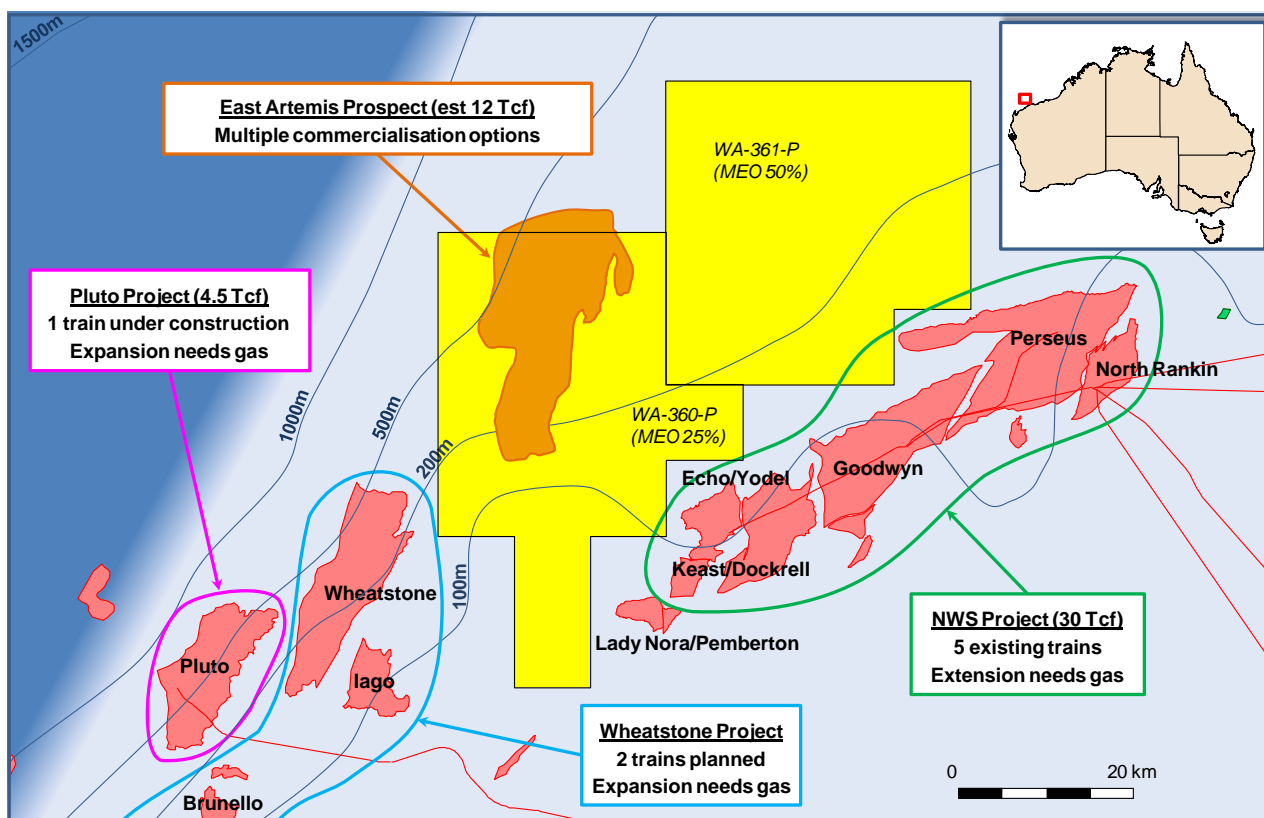 1500m
East Artemis Prospect (est 12 Tcf)
Multiple commercialisation options
WA-361-P
(MEO 50%)
Pluto Project (4.5 Tcf)
1 train under construction
Expansion needs gas
1000m
500m
200m
100m
WA-360-P
(MEO 25%)
Perseus
North Rankin
Goodwyn
Echo/Yodel
Keast/Dockrell
Lady Nora/Pemberton
Wheatstone
Pluto
Iago
Brunello
NWS Project (30 Tcf)
5 existing trains
Extension needs gas
Wheatstone Project
2 trains planned
Expansion needs gas
0 20 km